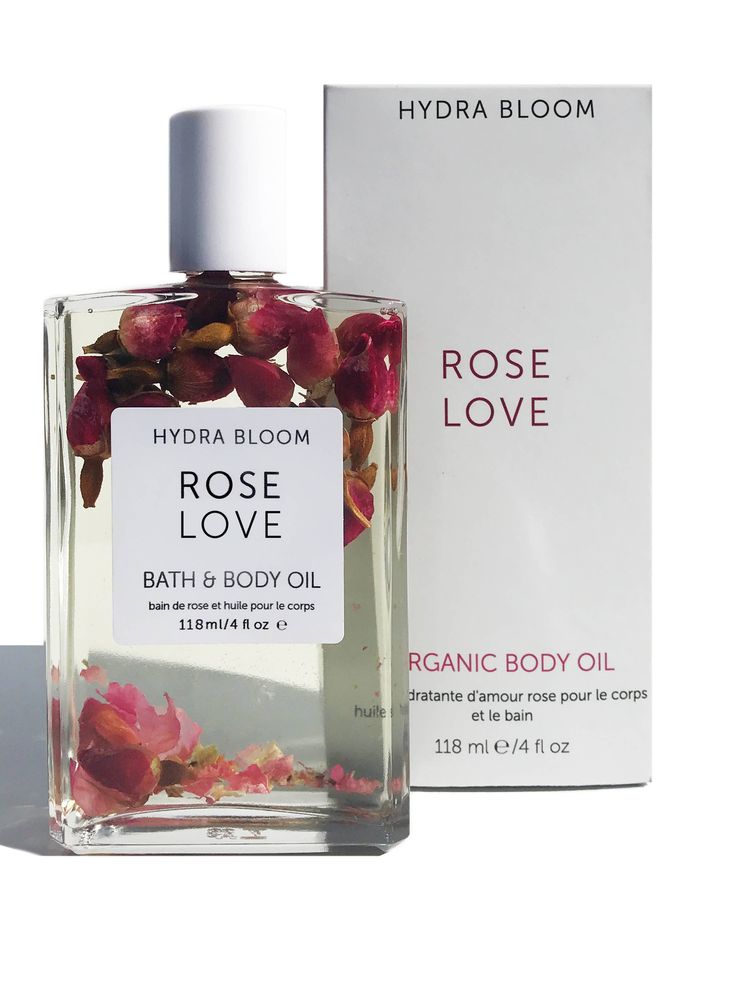 HYDRA BLOOM
ROSE
LOVE
BATH & BODY OIL
bain de rose et huile pour le corps
118ml/4 fl oz ℮
HYDRA BLOOM
ROSE
LOVE
RGANIC BODY OIL
dratante d'amour rose pour le corps
et le bain
118 ml ℮/4 fl oz
huile